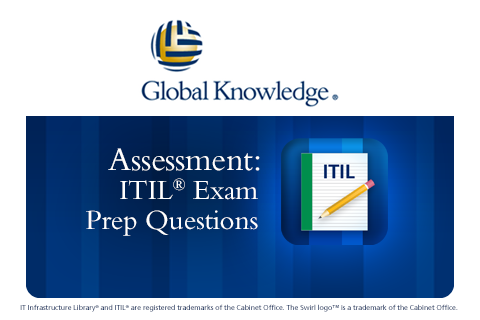 Global Knowledge®
Assessment:
ITIL® Exam
Prep Questions
ITIL
IT Infrastructure Library® and ITIL® are registered trademarks of the Cabinet Office. The Swirl logo™ is a trademark of the Cabinet Office.